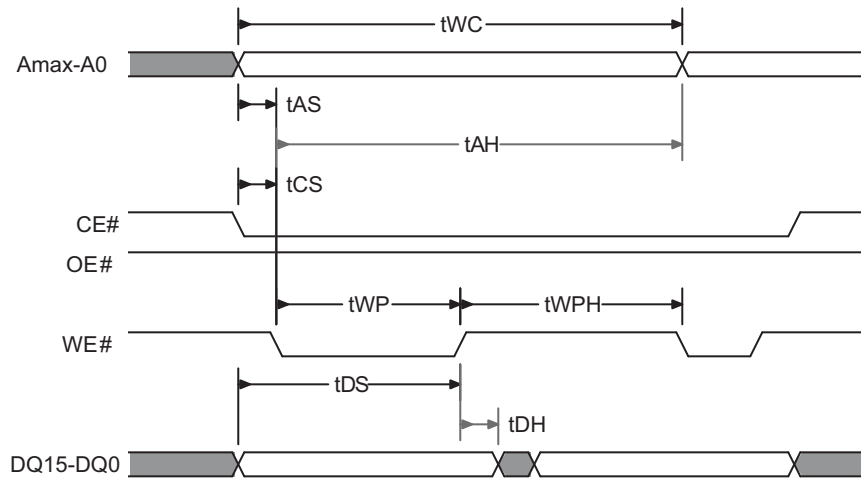 tWC
Amax-A0
tAS
tAH
tCS
CE#
OE#
tWP
tWPH
WE#
tDS
tDH
DQ15-DQ0